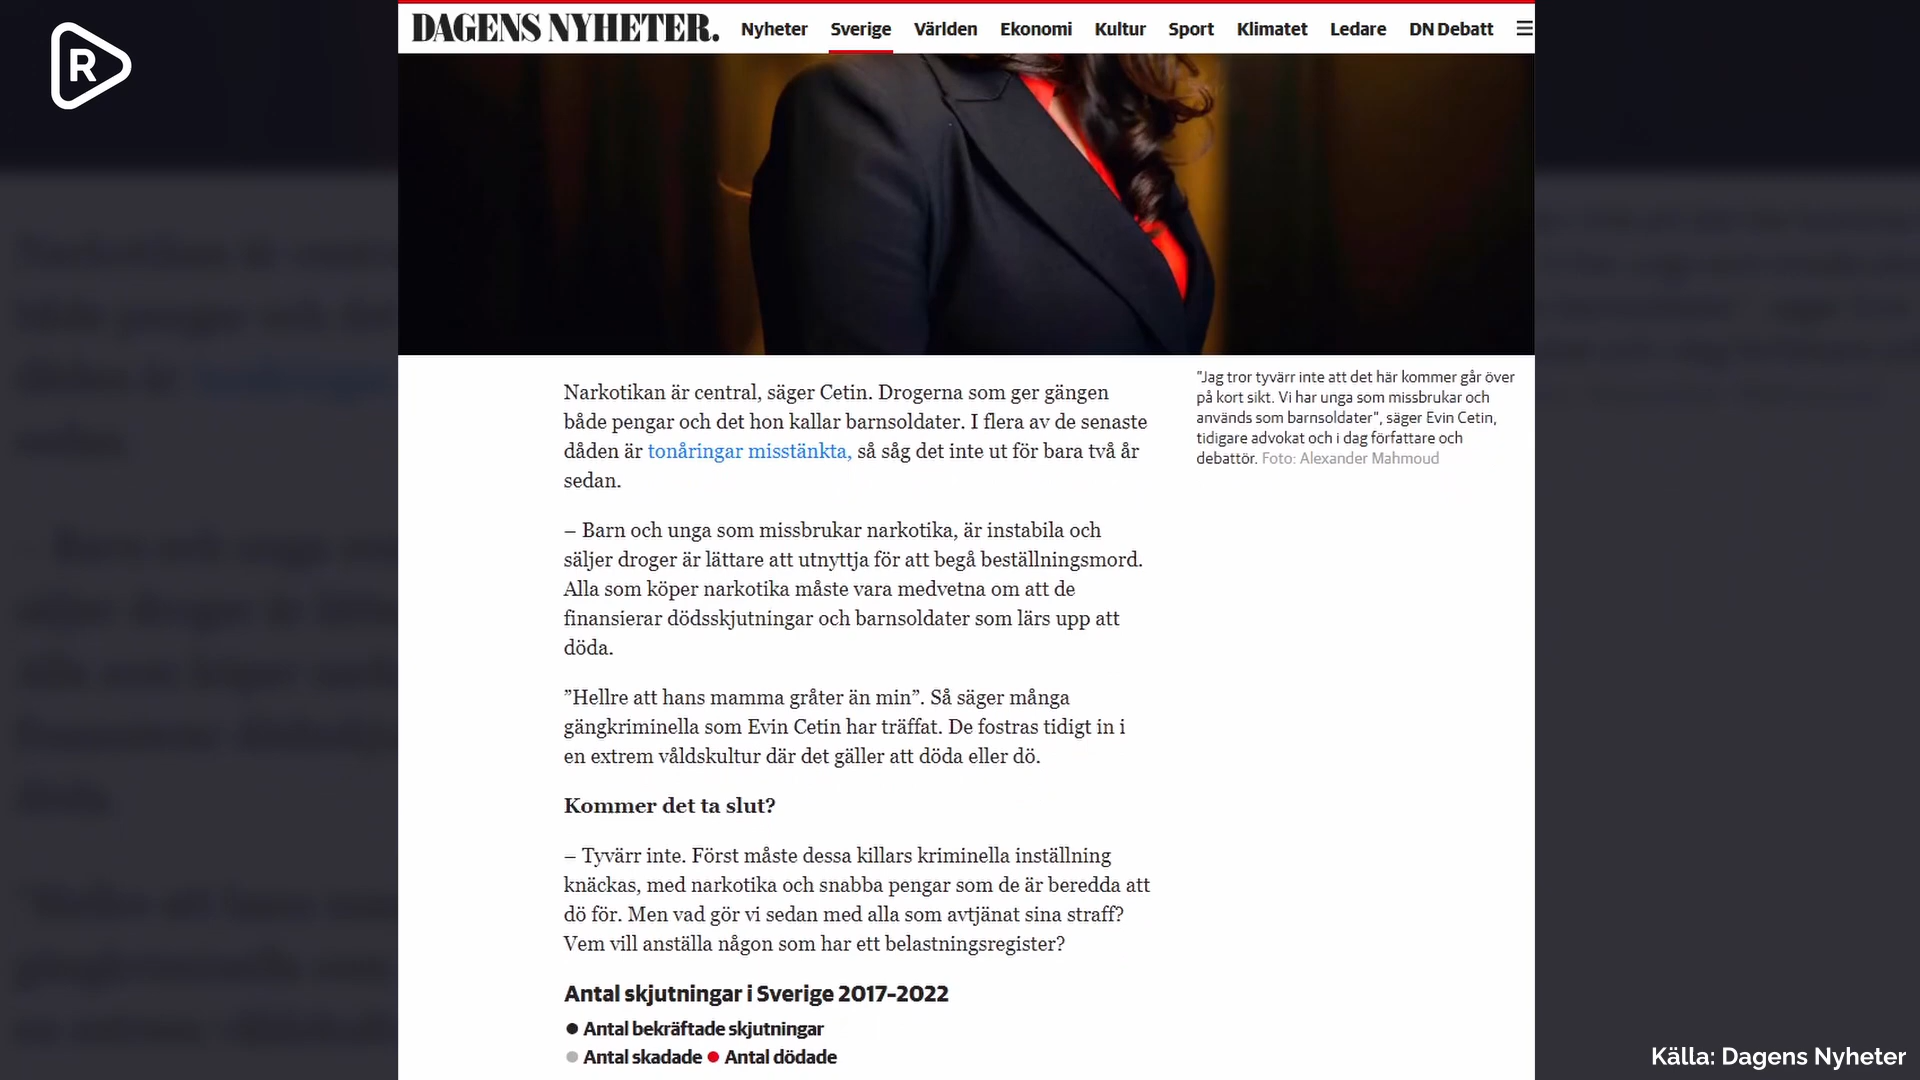 R
DAGENS NYHETER.
Nyheter Sverige Världen Ekonomi Kultur Sport Klimatet Ledare DN Debatt
Narkotikan är central, säger Cetin. Drogerna som ger gängen
både pengar och det hon kallar barnsoldater. I flera av de senaste
dåden är tonåringar misstänkta, så såg det inte ut för bara två år
sedan.
– Barn och unga som missbrukar narkotika, är instabila och
säljer droger är lättare att utnyttja för att begå beställningsmord.
Alla som köper narkotika måste vara medvetna om att de
finansierar dödsskjutningar och barnsoldater som lärs upp att
döda.
”Hellre att hans mamma gråter än min”. Så säger många
gängkriminella som Evin Cetin har träffat. De fostras tidigt in i
en extrem våldskultur där det gäller att döda eller dö.
Kommer det ta slut?
– Tyvärr inte. Först måste dessa killars kriminella inställning
knäckas, med narkotika och snabba pengar som de är beredda att
dö för. Men vad gör vi sedan med alla som avtjänat sina straff?
Vem vill anställa någon som har ett belastningsregister?
Antal skjutningar i Sverige 2017–2022
Antal bekräftade skjutningar
Antal skadade Antal dödade
"Jag tror tyvärr inte att det här kommer går över
på kort sikt. Vi har unga som missbrukar och
används som barnsoldater", säger Evin Cetin,
tidigare advokat och i dag författare och
debattör. Foto: Alexander Mahmoud
Källa: Dagens Nyheter